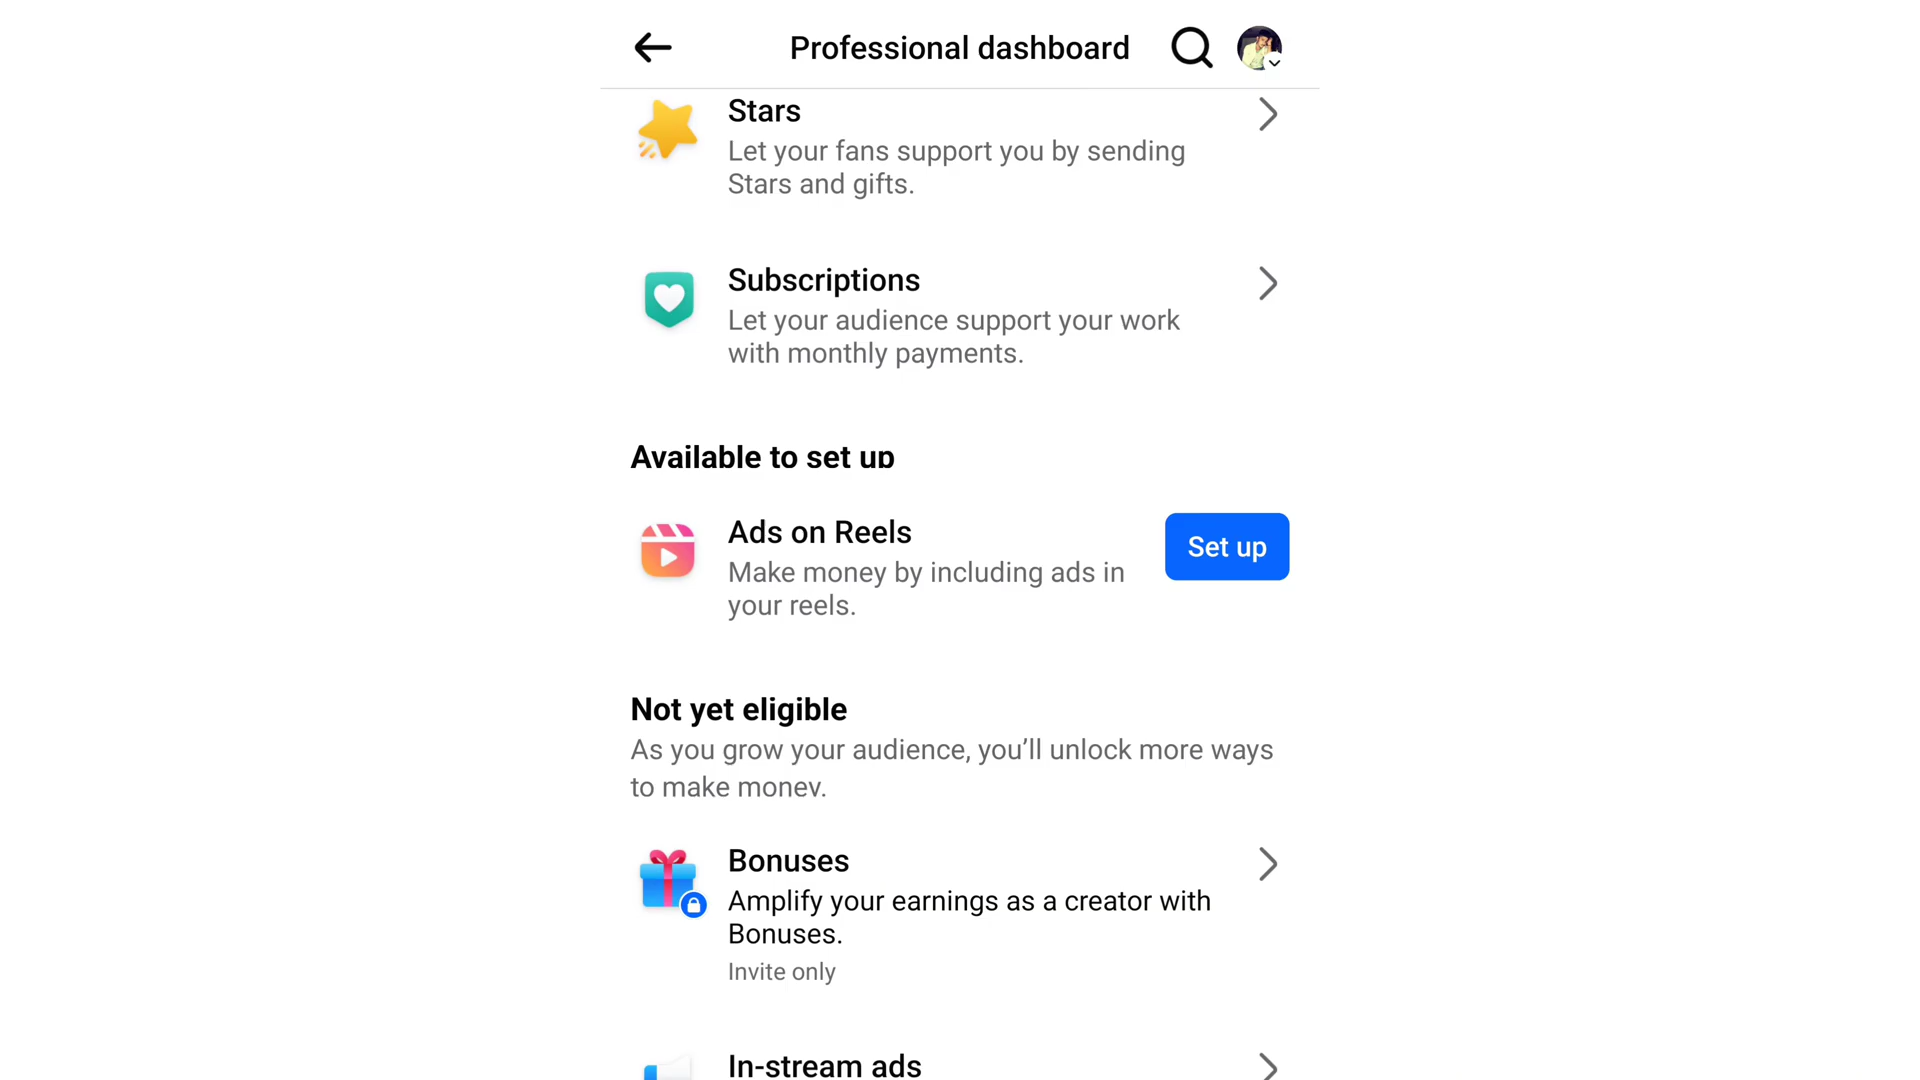 Professional dashboard
Stars
Let your fans support you by sending
Stars and gifts.
Subscriptions
Let your audience support your work
with monthly payments.
Available to set up
Ads on Reels
Make money by including ads in
your reels.
Set up
Not yet eligible
As you grow your audience, you’ll unlock more ways
to make money.
Bonuses
Amplify your earnings as a creator with
Bonuses.
Invite only
In-stream ads